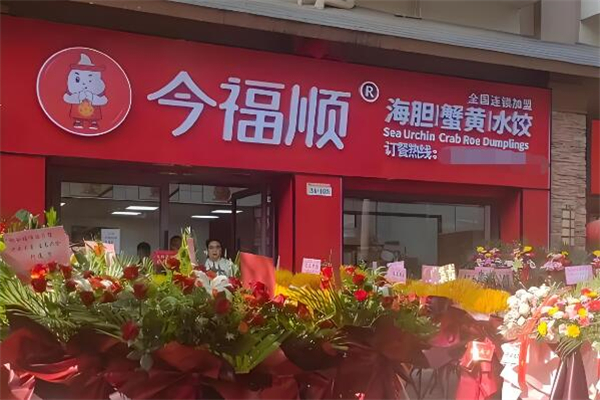 今福顺®
全国连锁加盟
海胆|蟹黄|水饺
Sea Urchin Crab Roe Dumplings
订餐热线: